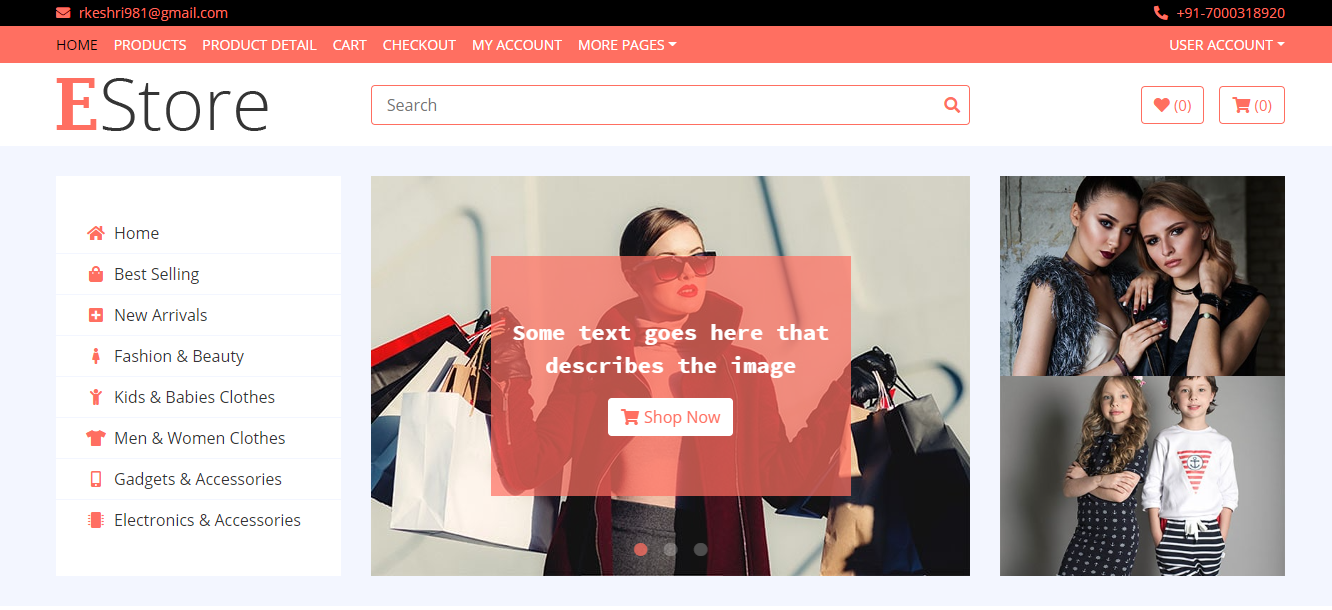 rkeshri981@gmail.com
+91-7000318920
HOME PRODUCTS PRODUCT DETAIL CART CHECKOUT MY ACCOUNT MORE PAGES
USER ACCOUNT
EStore
Search
(0)
(0)
Home
Best Selling
New Arrivals
Fashion & Beauty
Kids & Babies Clothes
Men & Women Clothes
Gadgets & Accessories
Electronics & Accessories
Some text goes here that
describes the image
Shop Now